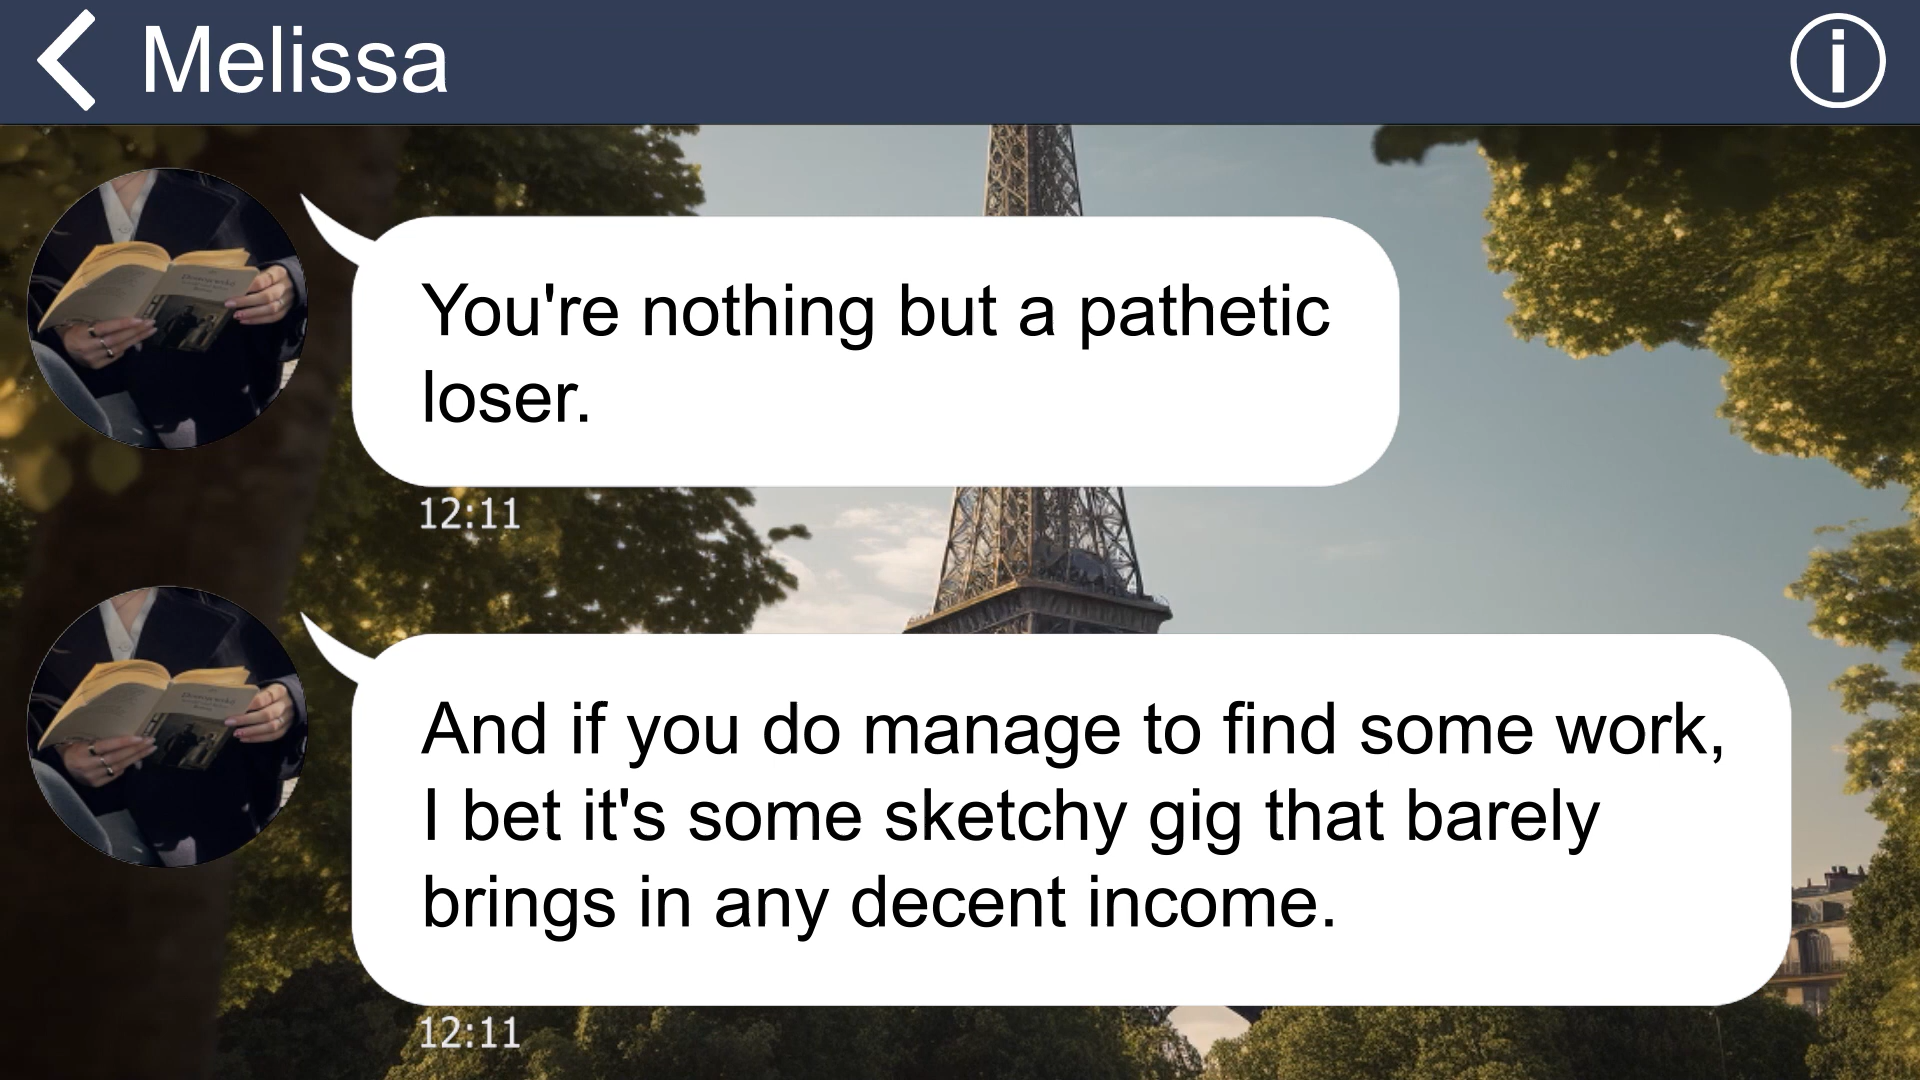 Melissa
You're nothing but a pathetic
loser.
12:11
And if you do manage to find some work,
I bet it's some sketchy gig that barely
brings in any decent income.
12:11